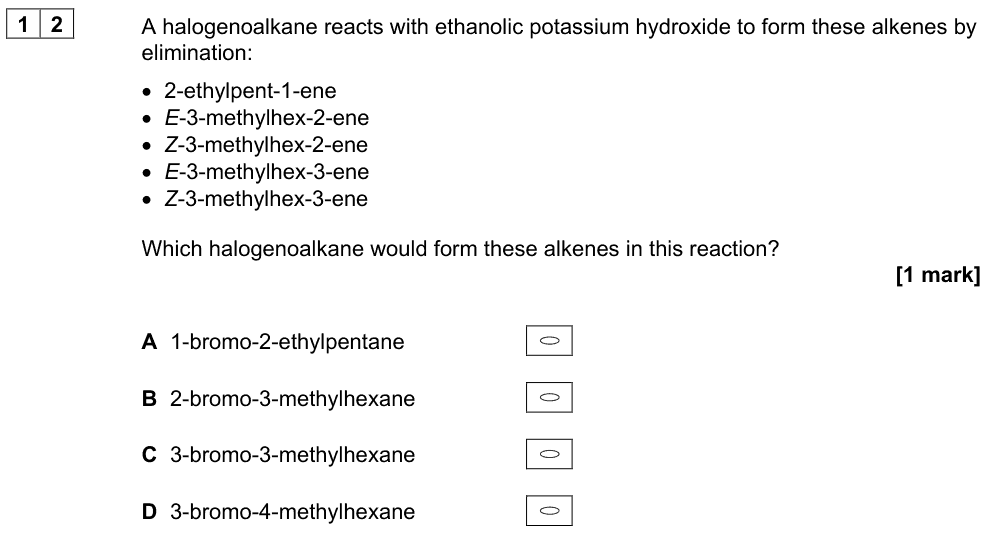 1 2 A halogenoalkane reacts with ethanolic potassium hydroxide to form these alkenes by
elimination:
• 2-ethylpent-1-ene
• E-3-methylhex-2-ene
• Z-3-methylhex-2-ene
• E-3-methylhex-3-ene
• Z-3-methylhex-3-ene
Which halogenoalkane would form these alkenes in this reaction?
[1 mark]
A 1-bromo-2-ethylpentane
B 2-bromo-3-methylhexane
C 3-bromo-3-methylhexane
D 3-bromo-4-methylhexane